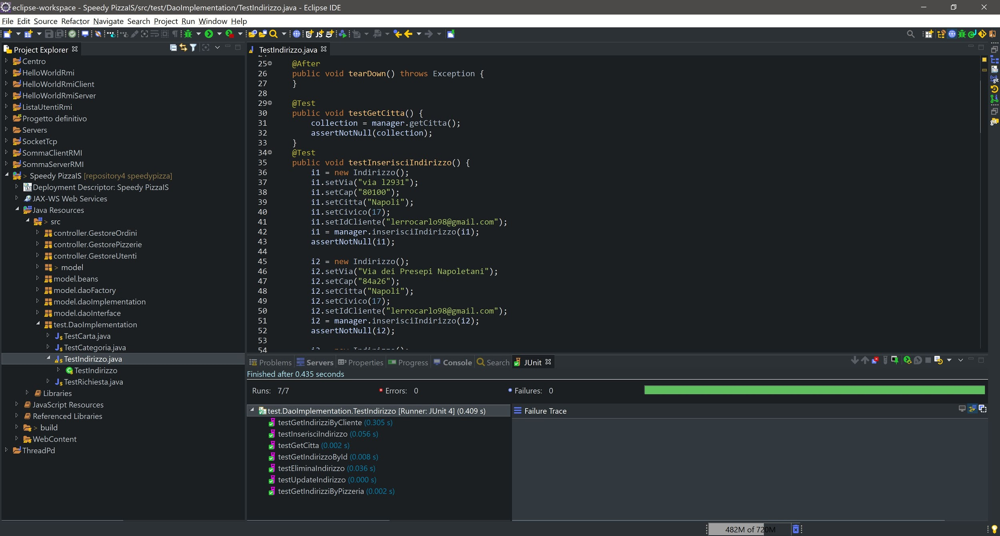 eclipse-workspace - Speedy PizzaIS/src/test/DaoImplementation/TestIndirizzo.java - Eclipse IDE
File Edit Source Refactor Navigate Search Project Run Window Help
Project Explorer
Centro
HelloWorldRmi
HelloWorldRmiClient
HelloWorldRmiServer
ListaUtentiRmi
Progetto definitivo
Servers
SocketTcp
SommaClientRMI
SommaServerRMI
> Speedy PizzaIS [repository4 speedypizza]
Deployment Descriptor: Speedy PizzaIS
JAX-WS Web Services
Java Resources
> src
controller.GestoreOrdini
controller.GestorePizzerie
controller.GestoreUtenti
> model
model.beans
model.daoFactory
model.daoImplementation
model.daoInterface
test.DaoImplementation
TestCarta.java
TestCategoria.java
TestIndirizzo.java
TestIndirizzo
TestRichiesta.java
Libraries
JavaScript Resources
Referenced Libraries
> build
WebContent
ThreadPd
TestIndirizzo.java
25 @After
26 public void tearDown() throws Exception {
27 }
28
29 @Test
30 public void testGetCitta() {
31 collection = manager.getCitta();
32 assertNotNull(collection);
33 }
34 @Test
35 public void testInserisciIndirizzo() {
36 i1 = new Indirizzo();
37 i1.setVia("via l2931");
38 i1.setCap("80100");
39 i1.setCitta("Napoli");
40 i1.setCivico(17);
41 i1.setIdCliente("lerrocarlo98@gmail.com");
42 i1 = manager.inserisciIndirizzo(i1);
43 assertNotNull(i1);
44
45 i2 = new Indirizzo();
46 i2.setVia("Via dei Presepi Napoletani");
47 i2.setCap("84a26");
48 i2.setCitta("Napoli");
49 i2.setCivico(17);
50 i2.setIdCliente("lerrocarlo98@gmail.com");
51 i2 = manager.inserisciIndirizzo(i2);
52 assertNotNull(i2);
53
54
Problems Servers Properties Progress Console Search JUnit
Finished after 0.435 seconds
Runs: 7/7 Errors: 0 Failures: 0
test.DaoImplementation.TestIndirizzo [Runner: JUnit 4] (0.409 s)
testGetIndirizziByCliente (0.305 s)
testInserisciIndirizzo (0.056 s)
testGetCitta (0.002 s)
testGetIndirizzoById (0.008 s)
testEliminaIndirizzo (0.036 s)
testUpdateIndirizzo (0.000 s)
testGetIndirizziByPizzeria (0.002 s)
Failure Trace
482M of 720M